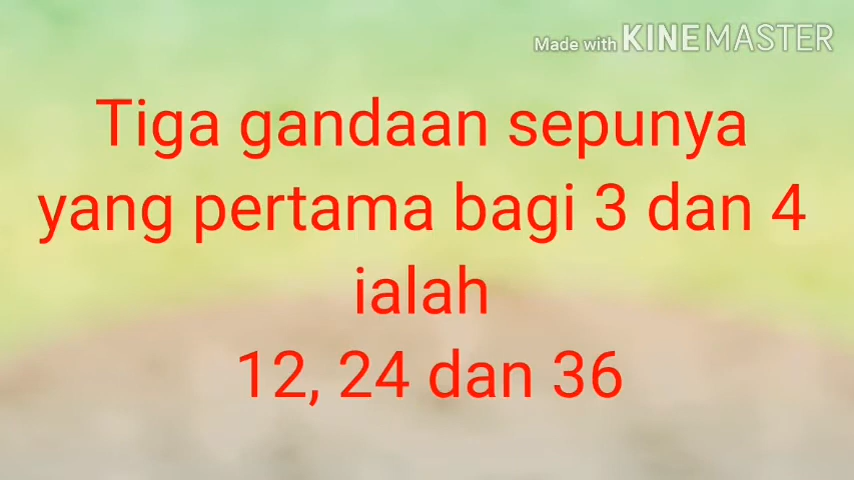 Made with KINEMASTER
Tiga gandaan sepunya
yang pertama bagi 3 dan 4
ialah
12, 24 dan 36